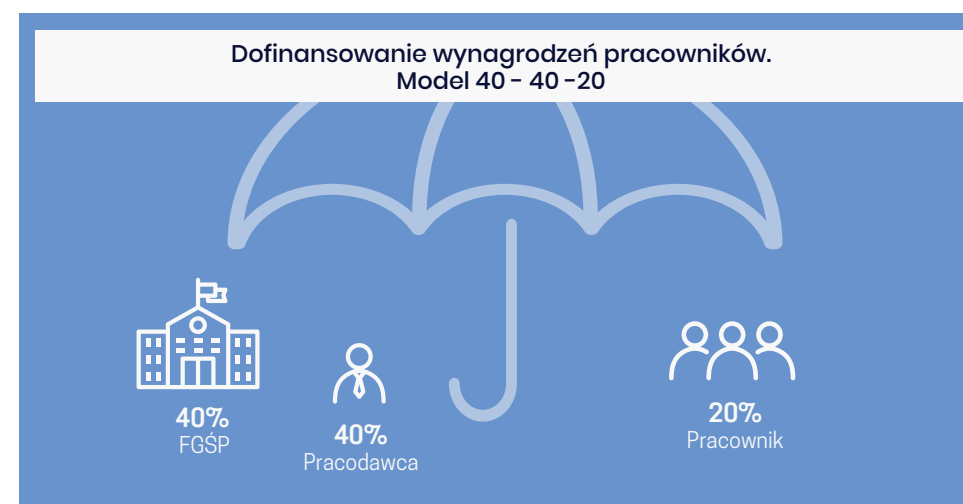 Dofinansowanie wynagrodzeń pracowników.
Model 40 - 40 -20
40%
FGŚP
40%
Pracodawca
20%
Pracownik